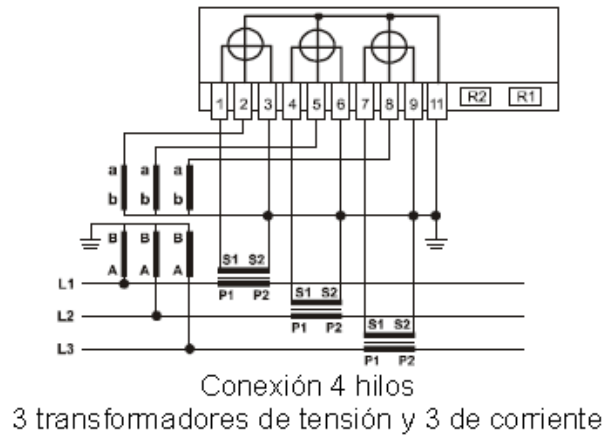 1 2 3 4 5 6 7 8 9 11 R2 R1
a a a
b b b
B B B
A A A
S1 S2
L1
P1 P2
S1 S2
L2
P1 P2
S1 S2
L3
P1 P2
Conexión 4 hilos
3 transformadores de tensión y 3 de corriente